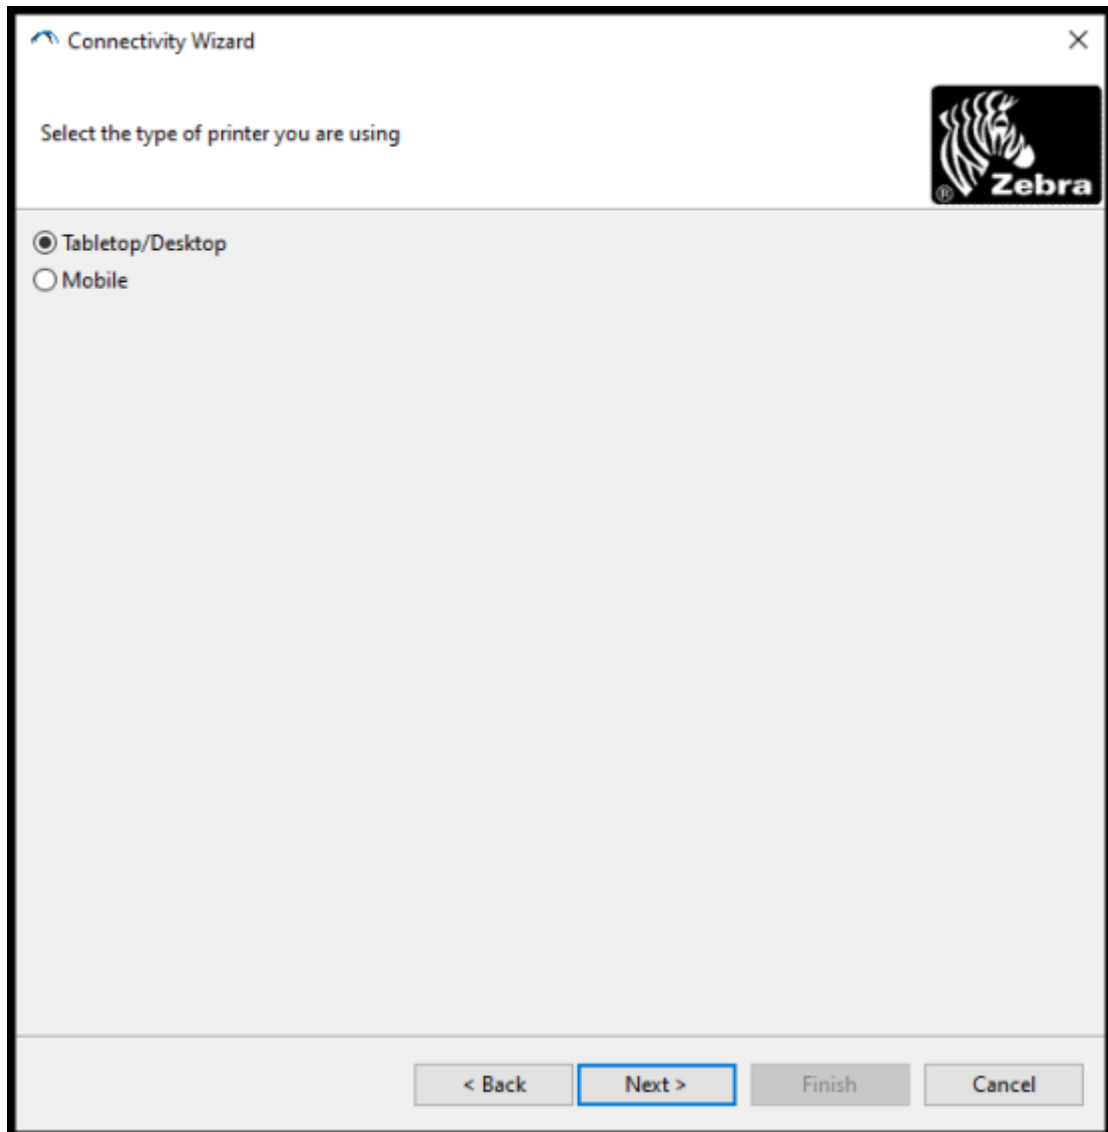 Connectivity Wizard
Select the type of printer you are using
® Zebra
Tabletop/Desktop
Mobile
< Back
Next >
Finish
Cancel